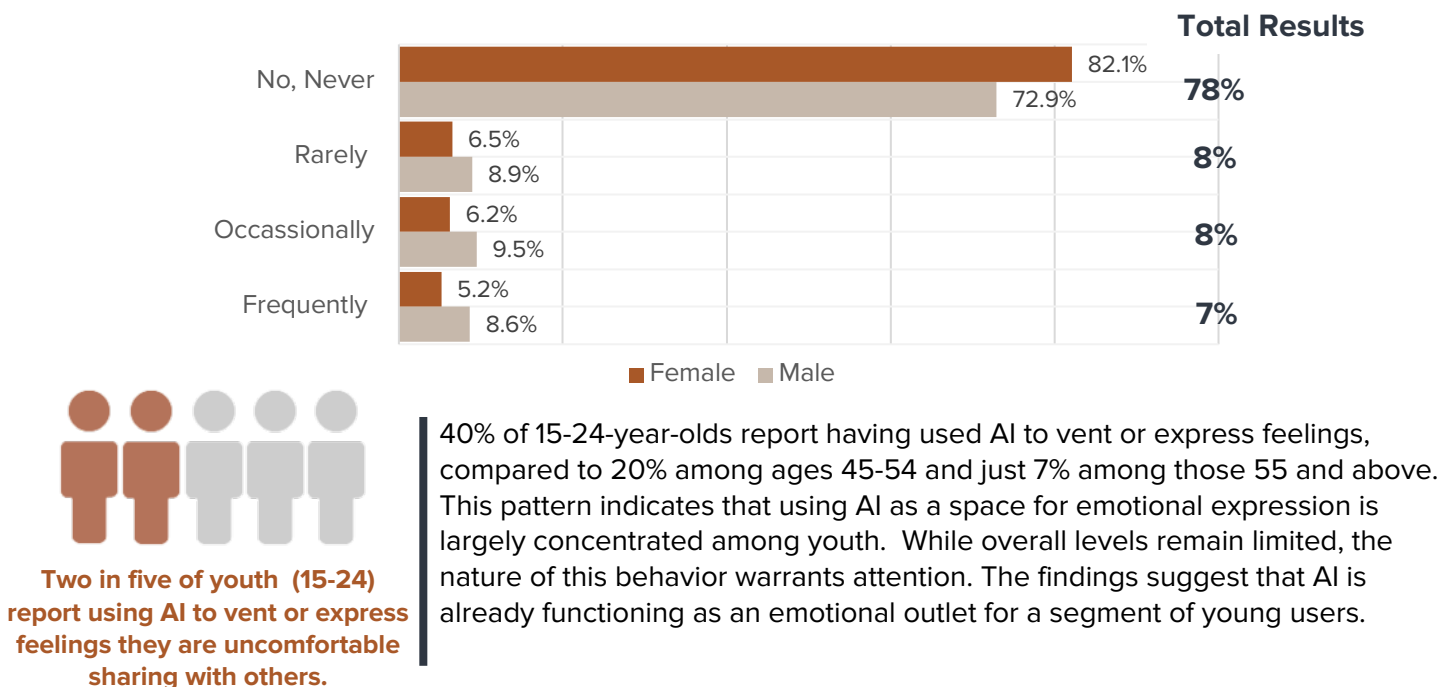 Total Results
No, Never
82.1%
72.9%
78%
Rarely
6.5%
8.9%
8%
Occassionally
6.2%
9.5%
8%
Frequently
5.2%
8.6%
7%
Female Male
Two in five of youth (15-24)
report using AI to vent or express
feelings they are uncomfortable
sharing with others.
40% of 15-24-year-olds report having used AI to vent or express feelings,
compared to 20% among ages 45-54 and just 7% among those 55 and above.
This pattern indicates that using AI as a space for emotional expression is
largely concentrated among youth. While overall levels remain limited, the
nature of this behavior warrants attention. The findings suggest that AI is
already functioning as an emotional outlet for a segment of young users.